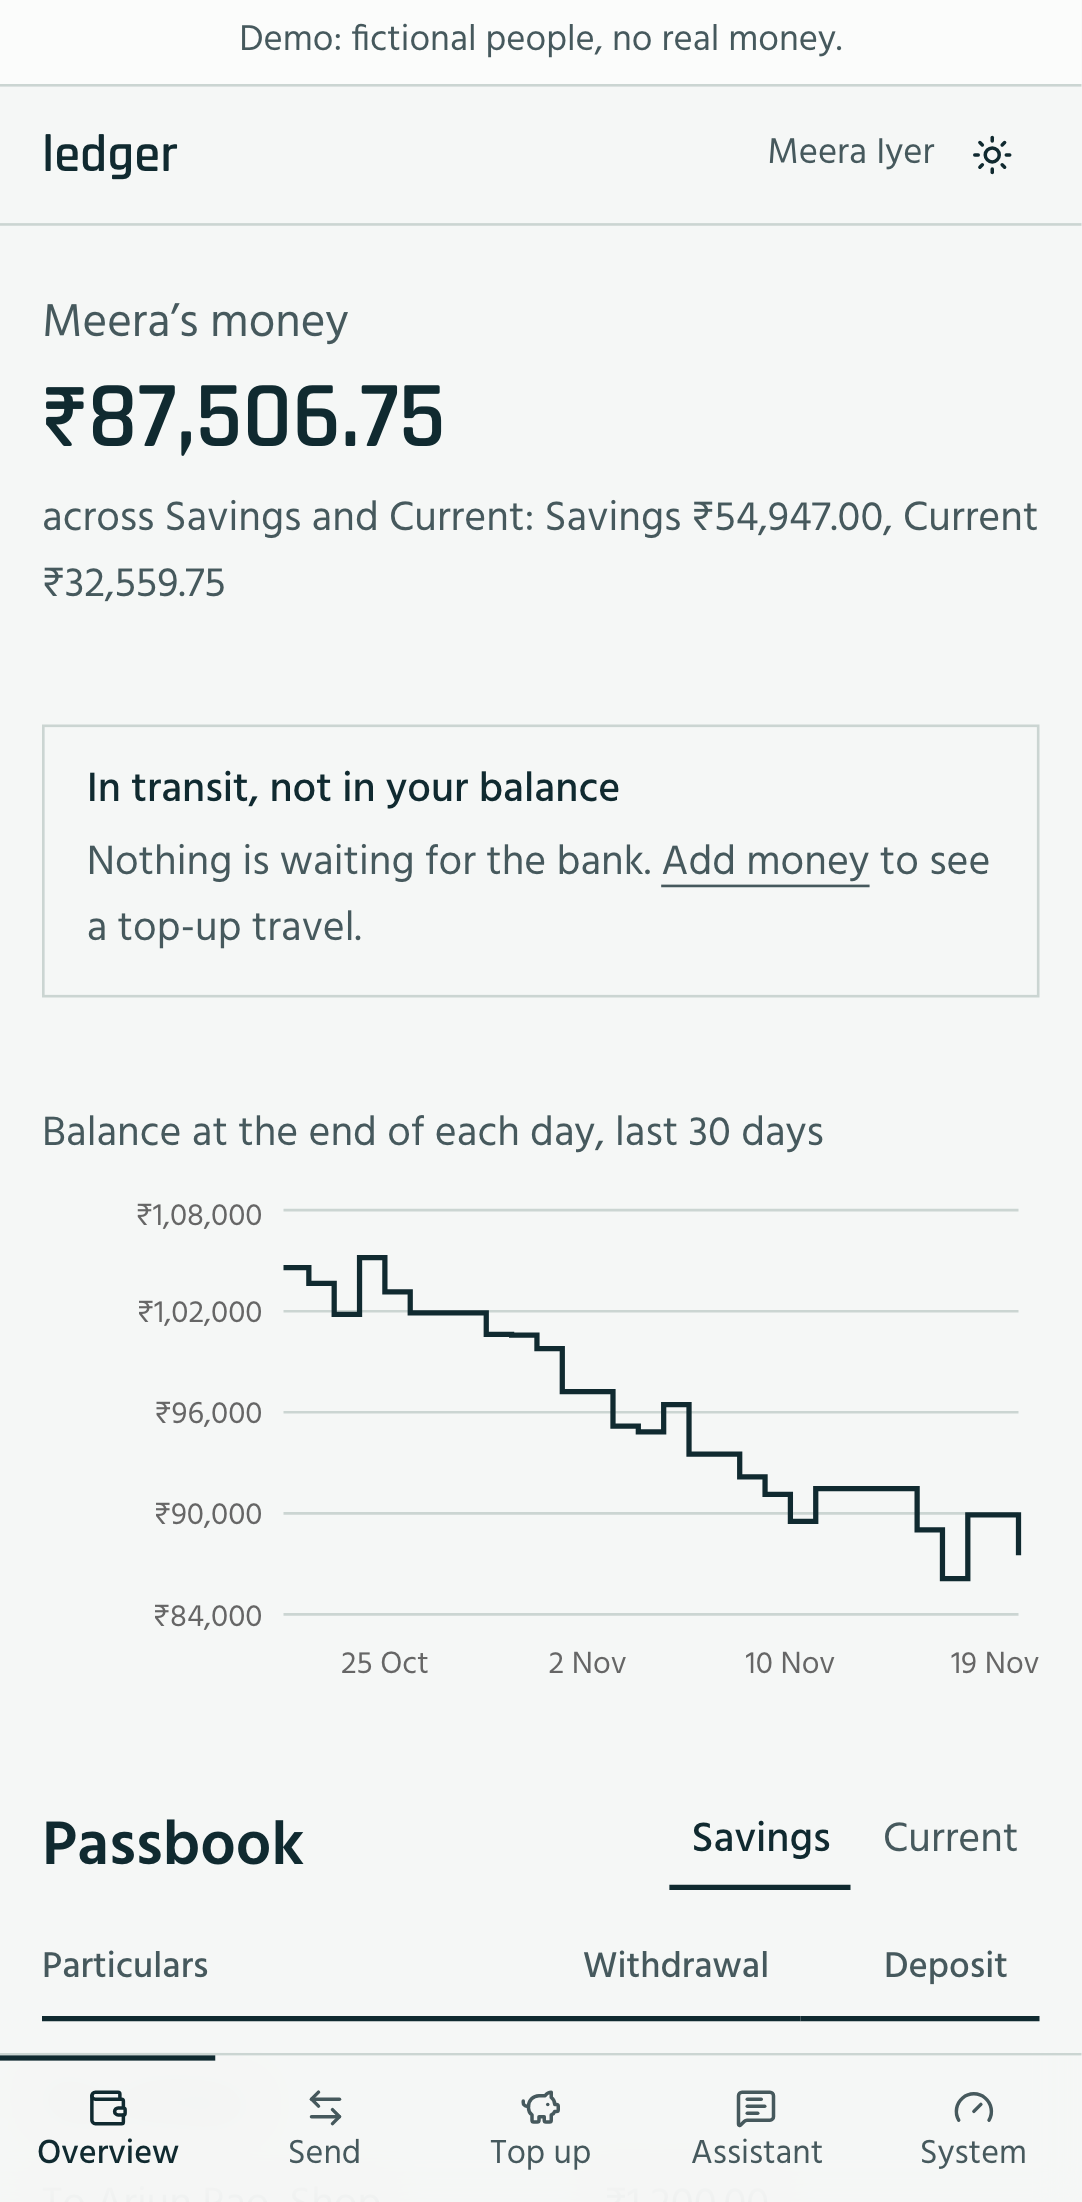 Demo: fictional people, no real money.
ledger
Meera Iyer
Meera’s money
₹87,506.75
across Savings and Current: Savings ₹54,947.00, Current
₹32,559.75
In transit, not in your balance
Nothing is waiting for the bank. Add money to see
a top-up travel.
Balance at the end of each day, last 30 days
₹1,08,000
₹1,02,000
₹96,000
₹90,000
₹84,000
25 Oct 2 Nov 10 Nov 19 Nov
Passbook Savings Current
Particulars Withdrawal Deposit
Overview Send Top up Assistant System